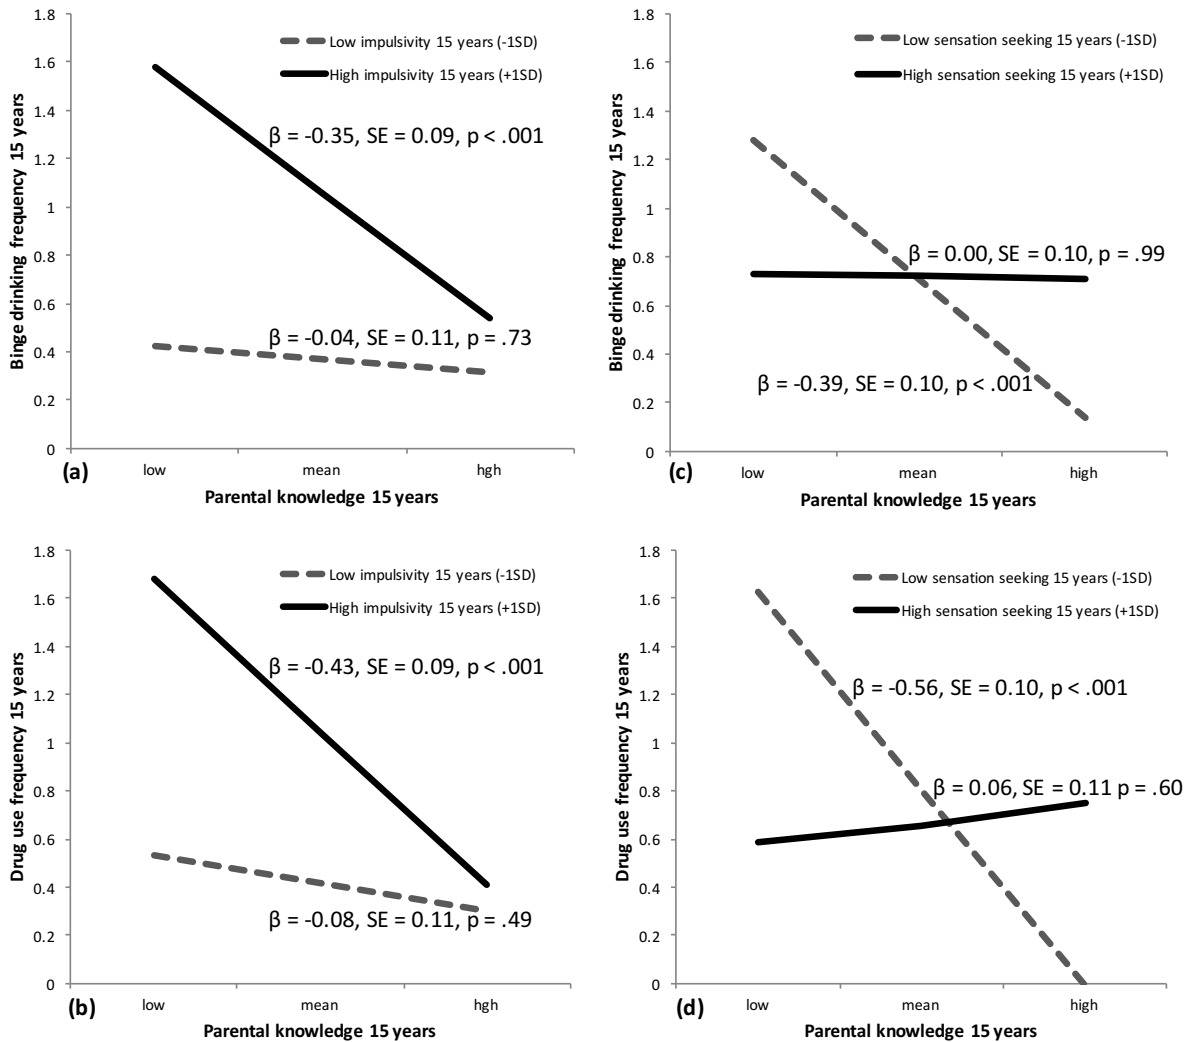 1.8
1.6
1.4
1.2
1
0.8
0.6
0.4
0.2
0
Binge drinking frequency 15 years
Low impulsivity 15 years (-1SD)
High impulsivity 15 years (+1SD)
β = -0.35, SE = 0.09, p < .001
β = -0.04, SE = 0.11, p = .73
low mean hgh
(a)
Parental knowledge 15 years
1.8
1.6
1.4
1.2
1
0.8
0.6
0.4
0.2
0
Binge drinking frequency 15 years
Low sensation seeking 15 years (-1SD)
High sensation seeking 15 years (+1SD)
β = 0.00, SE = 0.10, p = .99
β = -0.39, SE = 0.10, p < .001
low mean high
(c)
Parental knowledge 15 years
1.8
1.6
1.4
1.2
1
0.8
0.6
0.4
0.2
0
Drug use frequency 15 years
Low impulsivity 15 years (-1SD)
High impulsivity 15 years (+1SD)
β = -0.43, SE = 0.09, p < .001
β = -0.08, SE = 0.11, p = .49
low mean hgh
(b)
Parental knowledge 15 years
1.8
1.6
1.4
1.2
1
0.8
0.6
0.4
0.2
0
Drug use frequency 15 years
Low sensation seeking 15 years (-1SD)
High sensation seeking 15 years (+1SD)
β = -0.56, SE = 0.10, p < .001
β = 0.06, SE = 0.11 p = .60
low mean high
(d)
Parental knowledge 15 years